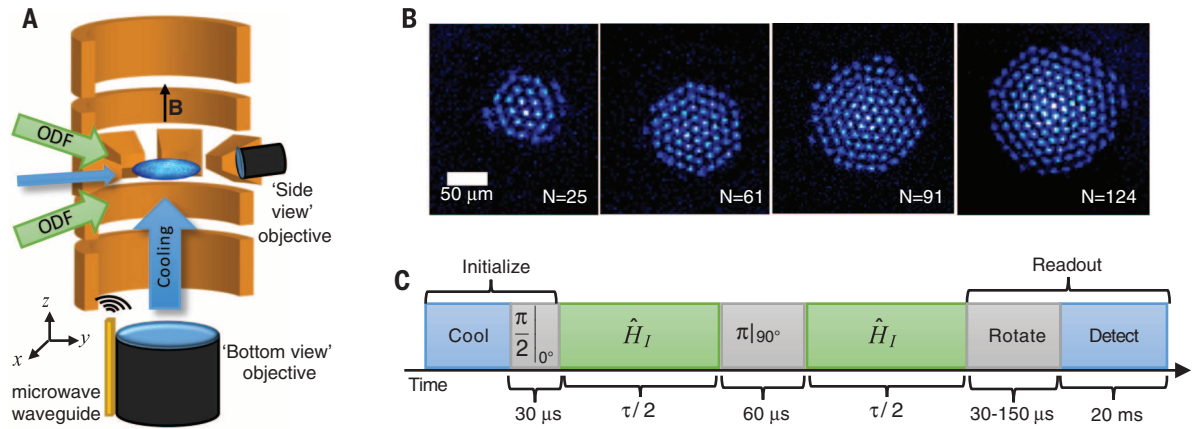 A
B
ODF
ODF
Cooling
'Side
view'
objective
z
y
x
microwave
waveguide
'Bottom view'
objective
B
50 μm
N=25
N=61
N=91
N=124
C
Initialize
Readout
Cool
π/2|0°
Ĥ_I
π|90°
Ĥ_I
Rotate
Detect
Time
30 μs
τ/2
60 μs
τ/2
30-150 μs
20 ms